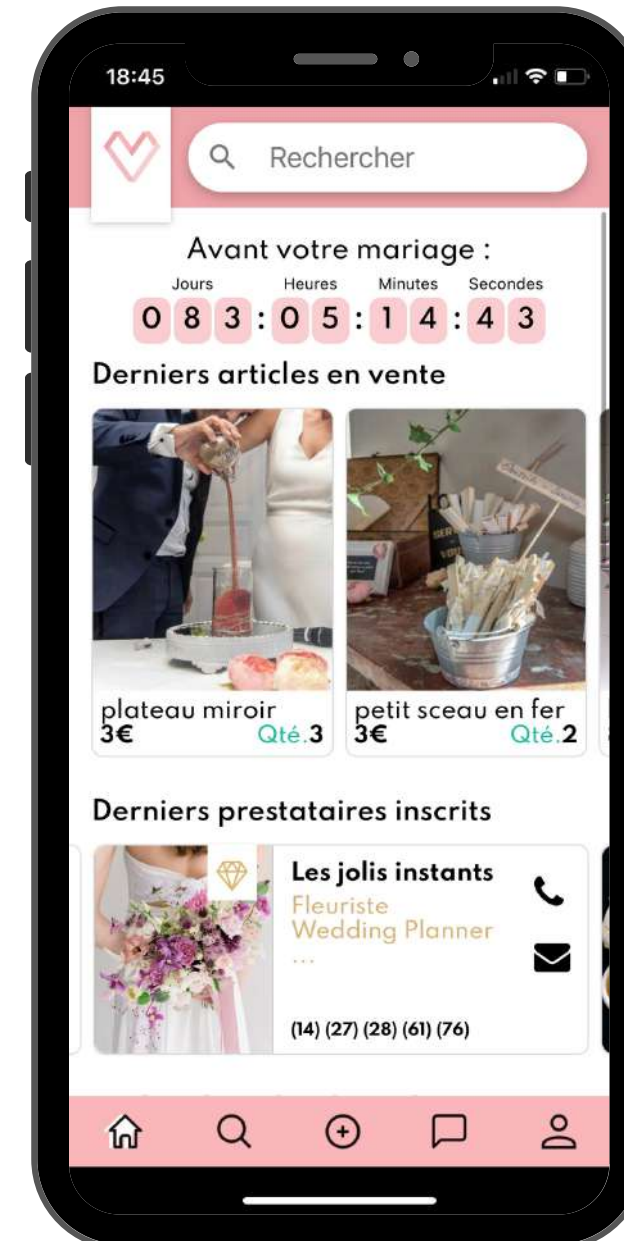 18:45
Rechercher
Avant votre mariage :
Jours Heures Minutes Secondes
083:05:14:43
Derniers articles en vente
plateau miroir
3€ Qté.3
petit sceau en fer
3€ Qté.2
Derniers prestataires inscrits
Les jolis instants
Fleuriste
Wedding Planner
...
(14) (27) (28) (61) (76)